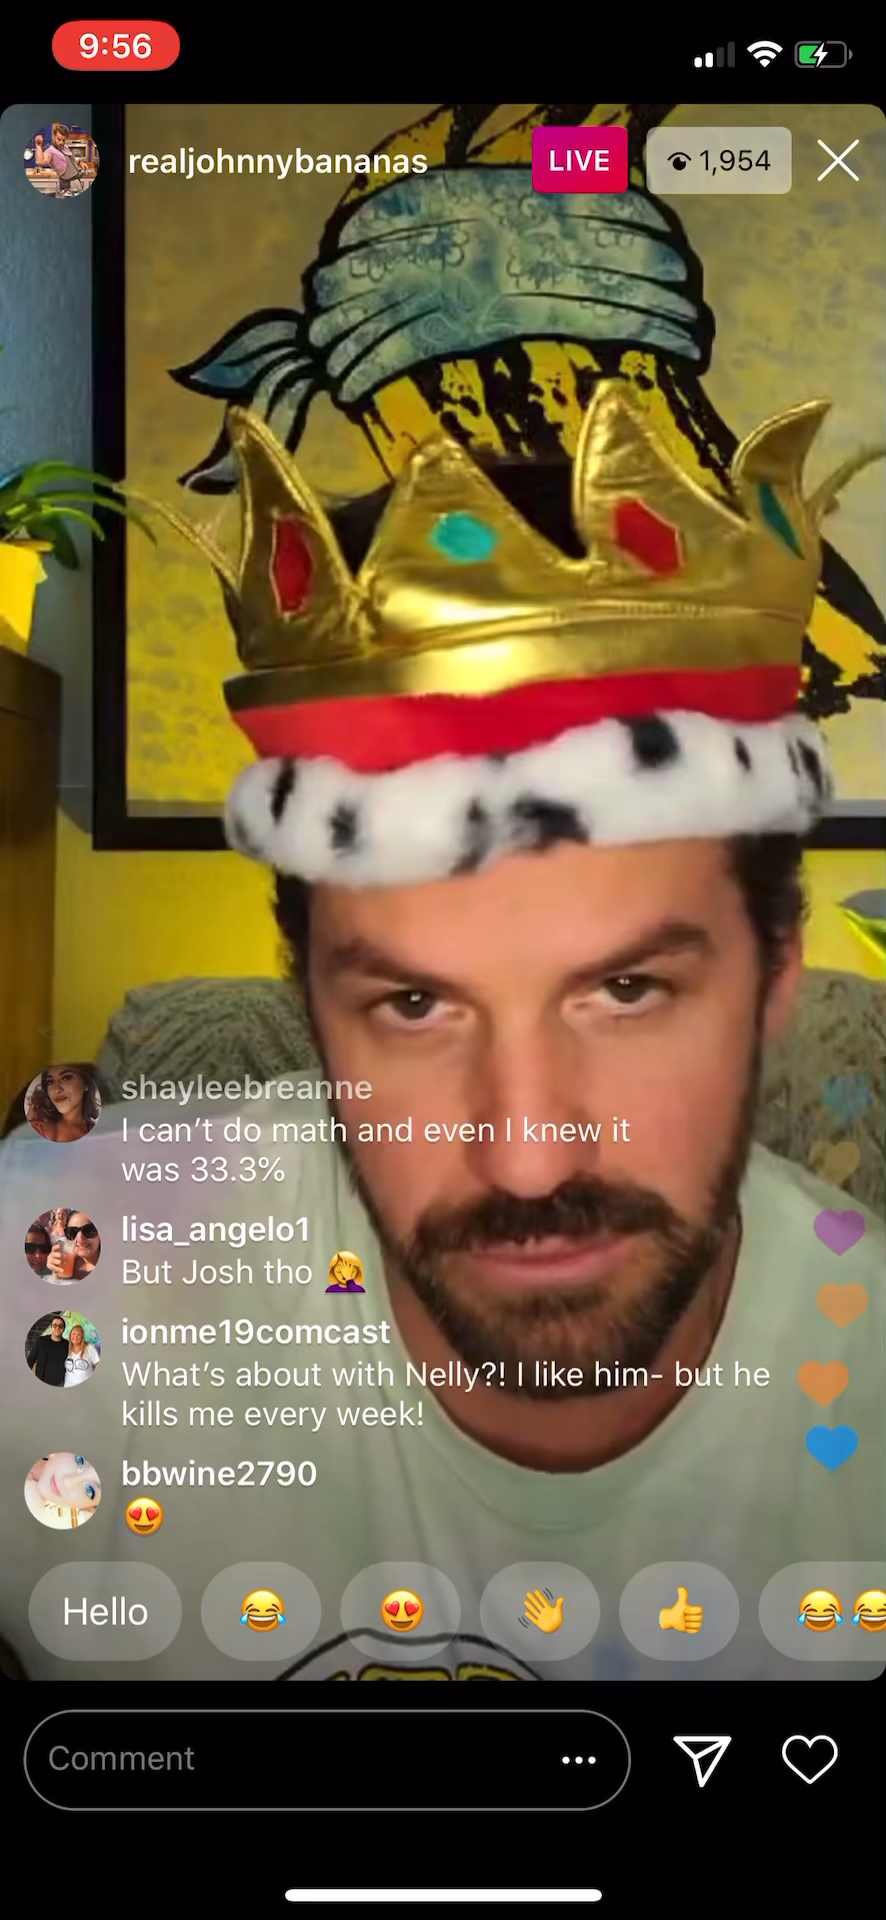 9:56
realjohnnybananas
LIVE
1,954
shayleebreanne
I can't do math and even I knew it
was 33.3%
lisa_angelo1
But Josh tho 🤦‍♀️
ionme19comcast
What's about with Nelly?! I like him- but he
kills me every week!
bbwine2790
😍
Hello 😂 😍 👋 👍 😂 😂
Comment